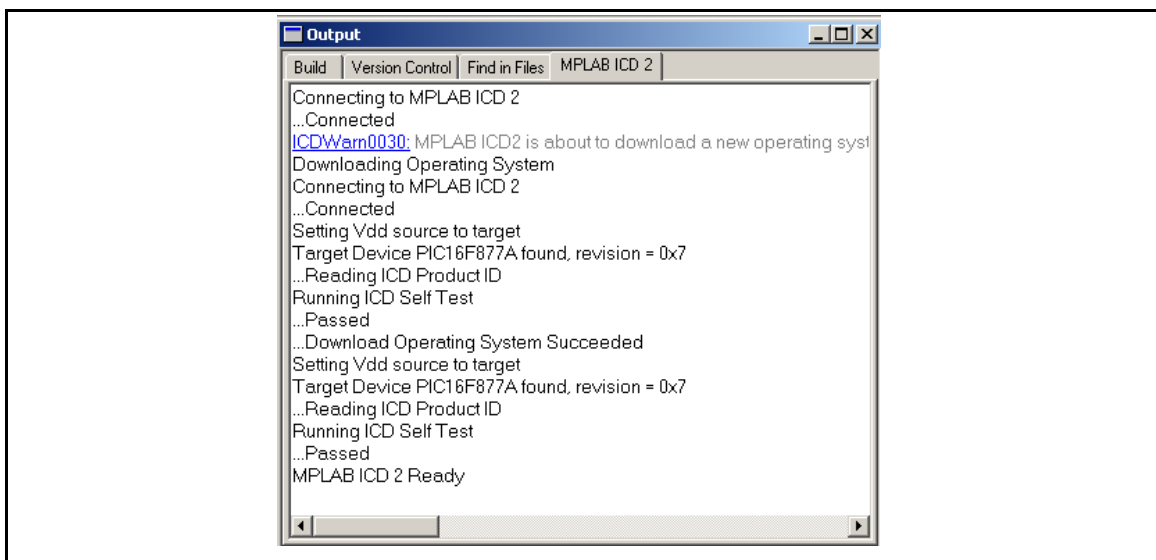 Output
Build Version Control Find in Files MPLAB ICD 2
Connecting to MPLAB ICD 2
...Connected
ICDWarn0030: MPLAB ICD2 is about to download a new operating syst
Downloading Operating System
Connecting to MPLAB ICD 2
...Connected
Setting Vdd source to target
Target Device PIC16F877A found, revision = 0x7
...Reading ICD Product ID
Running ICD Self Test
...Passed
...Download Operating System Succeeded
Setting Vdd source to target
Target Device PIC16F877A found, revision = 0x7
...Reading ICD Product ID
Running ICD Self Test
...Passed
MPLAB ICD 2 Ready